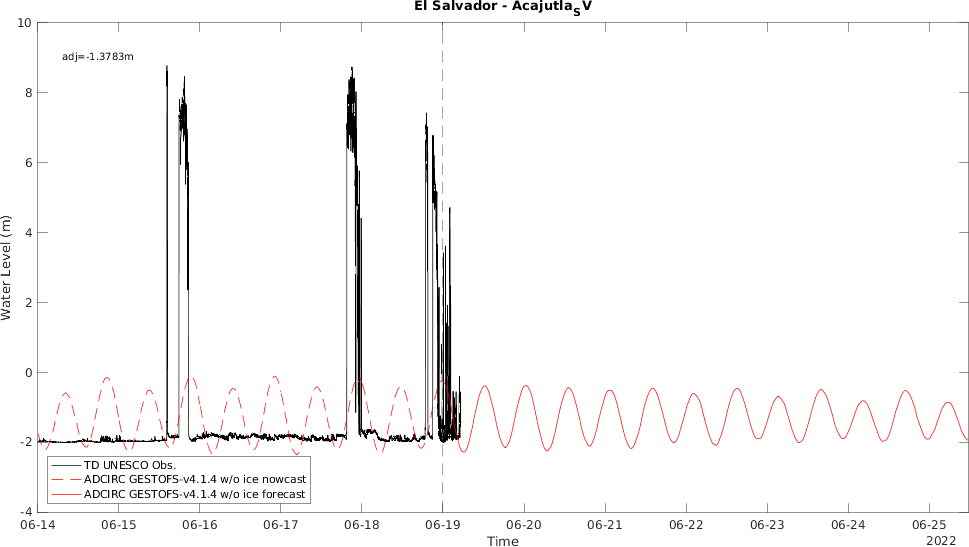 El Salvador - Acajutla_SV
adj=-1.3783m
10
8
6
4
2
0
-2
-4
Water Level (m)
TD UNESCO Obs.
ADCIRC GESTOFS-v4.1.4 w/o ice nowcast
ADCIRC GESTOFS-v4.1.4 w/o ice forecast
06-14 06-15 06-16 06-17 06-18 06-19 06-20 06-21 06-22 06-23 06-24 06-25
Time
2022